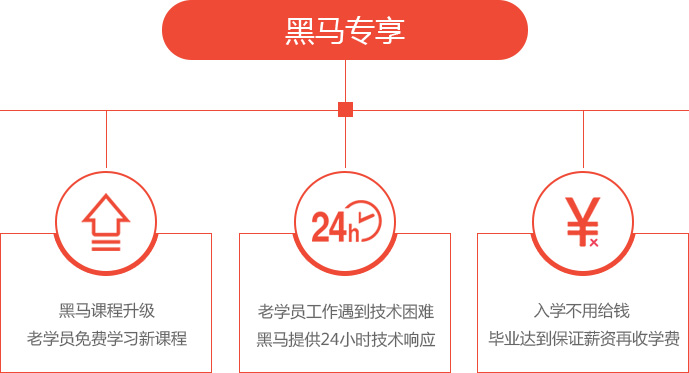 黑马专享
24h
¥
×
黑马课程升级
老学员免费学习新课程
老学员工作遇到技术困难
黑马提供24小时技术响应
入学不用给钱
毕业达到保证薪资再收学费